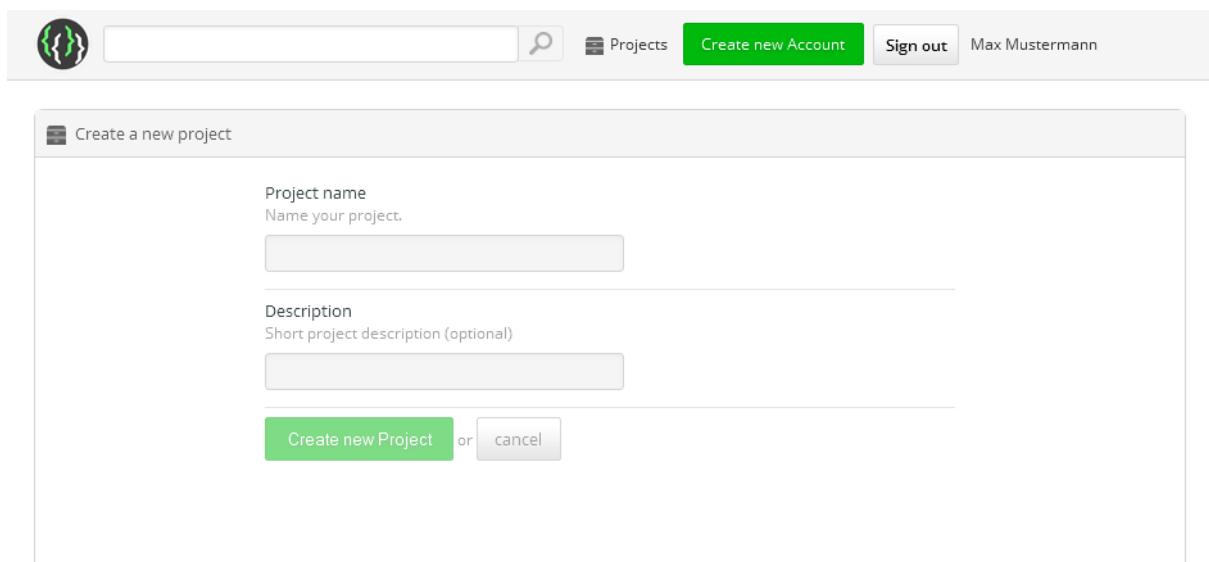 Projects Create new Account Sign out Max Mustermann
Create a new project
Project name
Name your project.
Description
Short project description (optional)
Create new Project or cancel